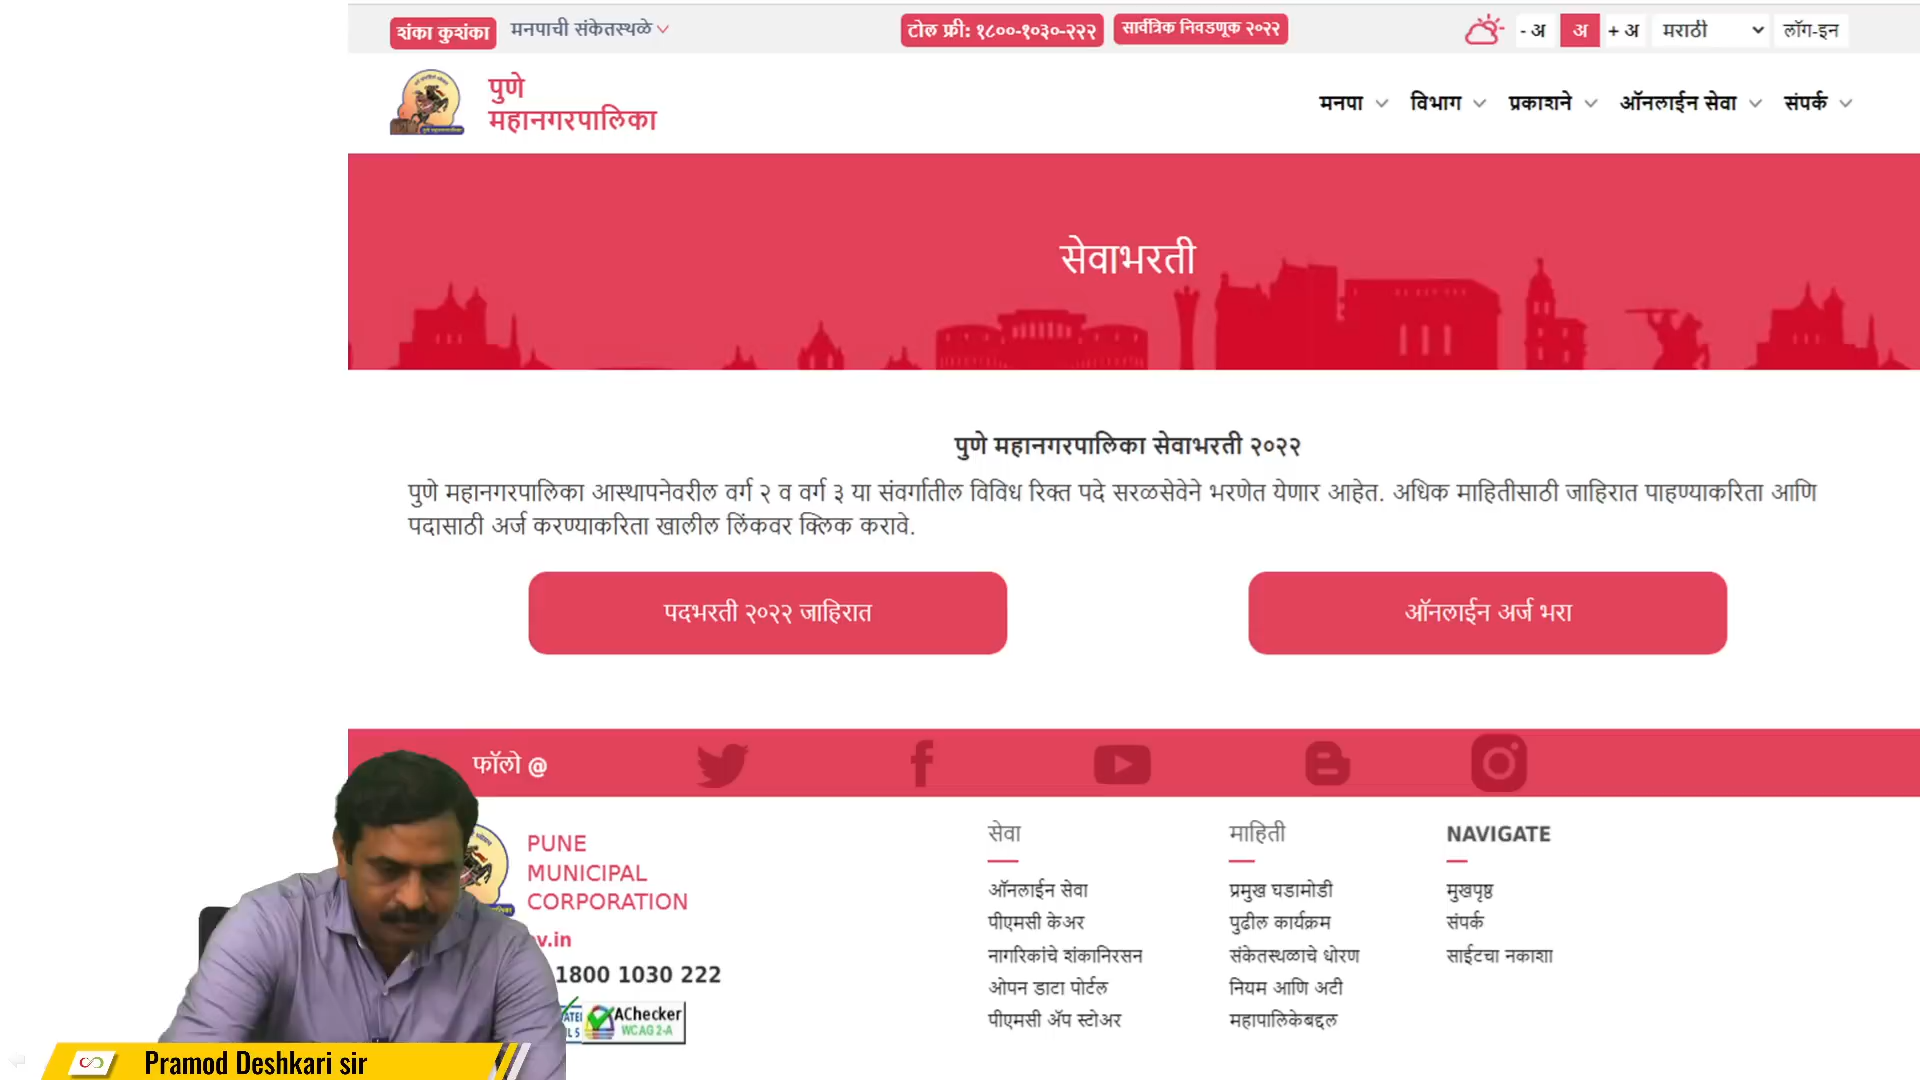 शंका कुशंका मनपाची संकेतस्थळे टोल फ्री: १८००-१०३०-२२२ सार्वत्रिक निवडणूक २०२२ - अ अ + अ मराठी लॉग-इन
पुणे
महानगरपालिका
मनपा विभाग प्रकाशने ऑनलाईन सेवा संपर्क
सेवाभरती
पुणे महानगरपालिका सेवाभरती २०२२
पुणे महानगरपालिका आस्थापनेवरील वर्ग २ व वर्ग ३ या संवर्गातील विविध रिक्त पदे सरळसेवेने भरणेत येणार आहेत. अधिक माहितीसाठी जाहिरात पाहण्याकरिता आणि
पदासाठी अर्ज करण्याकरिता खालील लिंकवर क्लिक करावे.
पदभरती २०२२ जाहिरात ऑनलाईन अर्ज भरा
फॉलो @
PUNE
MUNICIPAL
CORPORATION
ov.in
1800 1030 222
AChecker
WCAG 2-A
सेवा
ऑनलाईन सेवा
पीएमसी केअर
नागरिकांचे शंकानिरसन
ओपन डाटा पोर्टल
पीएमसी ॲप स्टोअर
माहिती
प्रमुख घडामोडी
पुढील कार्यक्रम
संकेतस्थळाचे धोरण
नियम आणि अटी
महापालिकेबद्दल
NAVIGATE
मुखपृष्ठ
संपर्क
साईटचा नकाशा
Pramod Deshkari sir